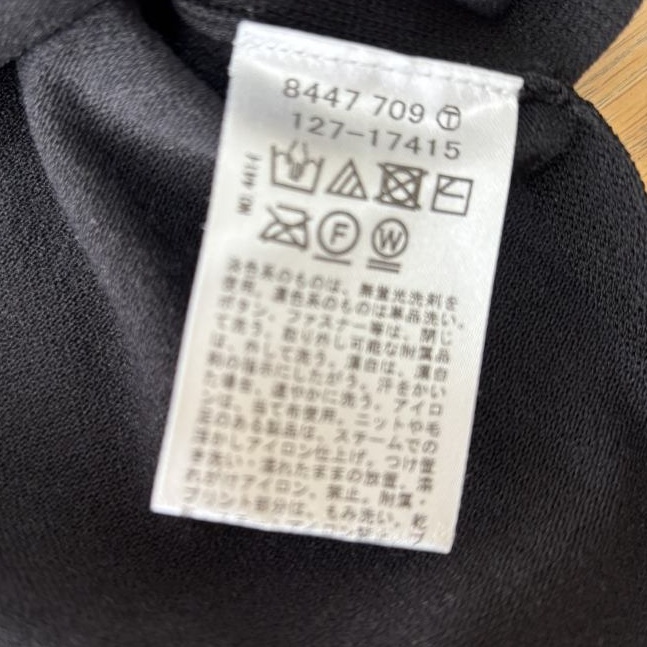 8447 709 Ⓣ
127-17415
NO.4414
F
W
淡色系のものは、無蛍光洗剤を
使用。濃色系のものは単品洗い。
ボタン、ファスナー等は、閉じ
て洗う。取り外し可能な附属品
は、外して洗う。漂白は、漂白
剤の指示にしたがう。汗をかい
た場合、速やかに洗う。アイロ
ンは、当て布使用。ニットや毛
足のある製品は、スチームでの
浮かしアイロン仕上げ。つけ置
き洗い・濡れたままの放置、濡
れがけアイロン、禁止。附属・
プリント部分は、もみ洗い、乾